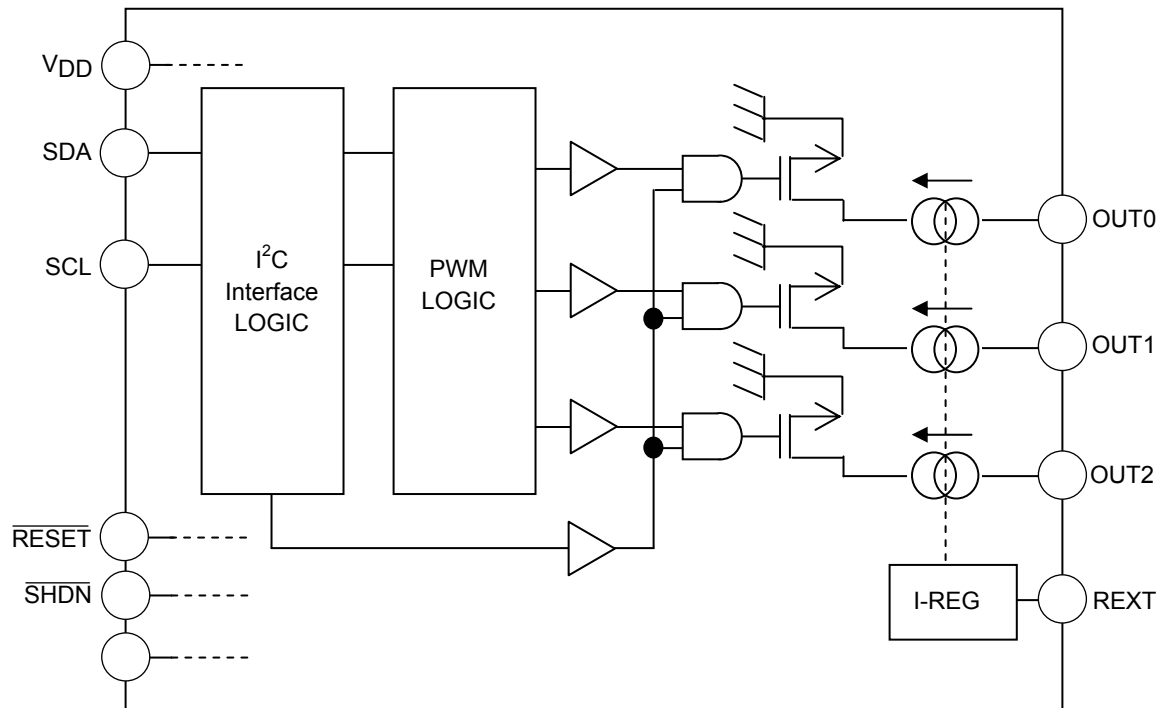 VDD
SDA
SCL
I²C
Interface
LOGIC
PWM
LOGIC
OUT0
OUT1
OUT2
RESET
SHDN
I-REG
REXT